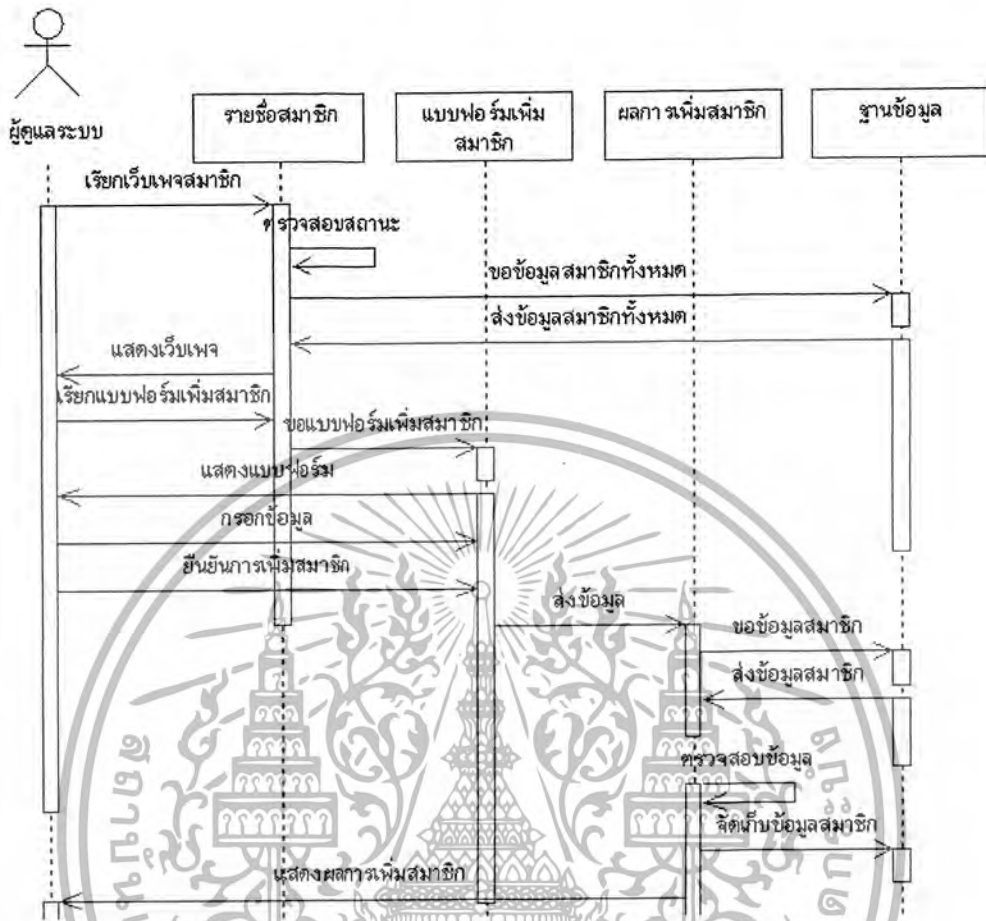 ผู้ดูแลระบบ
รายชื่อสมาชิก
แบบฟอร์มเพิ่ม
สมาชิก
ผลการเพิ่มสมาชิก
ฐานข้อมูล
เรียกเว็บเพจสมาชิก
ตรวจสอบสถานะ
ขอข้อมูลสมาชิกทั้งหมด
ส่งข้อมูลสมาชิกทั้งหมด
แสดงเว็บเพจ
เรียกแบบฟอร์มเพิ่มสมาชิก
ขอแบบฟอร์มเพิ่มสมาชิก
แสดงแบบฟอร์ม
กรอกข้อมูล
ยืนยันการเพิ่มสมาชิก
ส่งข้อมูล
ขอข้อมูลสมาชิก
ส่งข้อมูลสมาชิก
ตรวจสอบข้อมูล
จัดเก็บข้อมูลสมาชิก
แสดงผลการเพิ่มสมาชิก